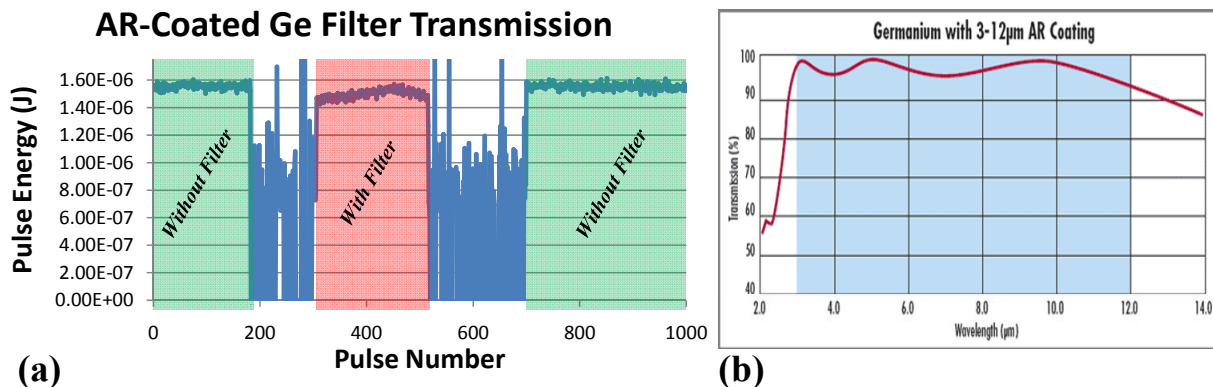 AR-Coated Ge Filter Transmission
Pulse Energy (J)
1.60E-06
1.40E-06
1.20E-06
1.00E-06
8.00E-07
6.00E-07
4.00E-07
2.00E-07
0.00E+00
Without Filter
With Filter
Without Filter
0 200 400 600 800 1000
Pulse Number
(a)
Germanium with 3-12µm AR Coating
Transmission (%)
100
90
80
70
60
50
40
2.0 4.0 6.0 8.0 10.0 12.0 14.0
Wavelength (µm)
(b)